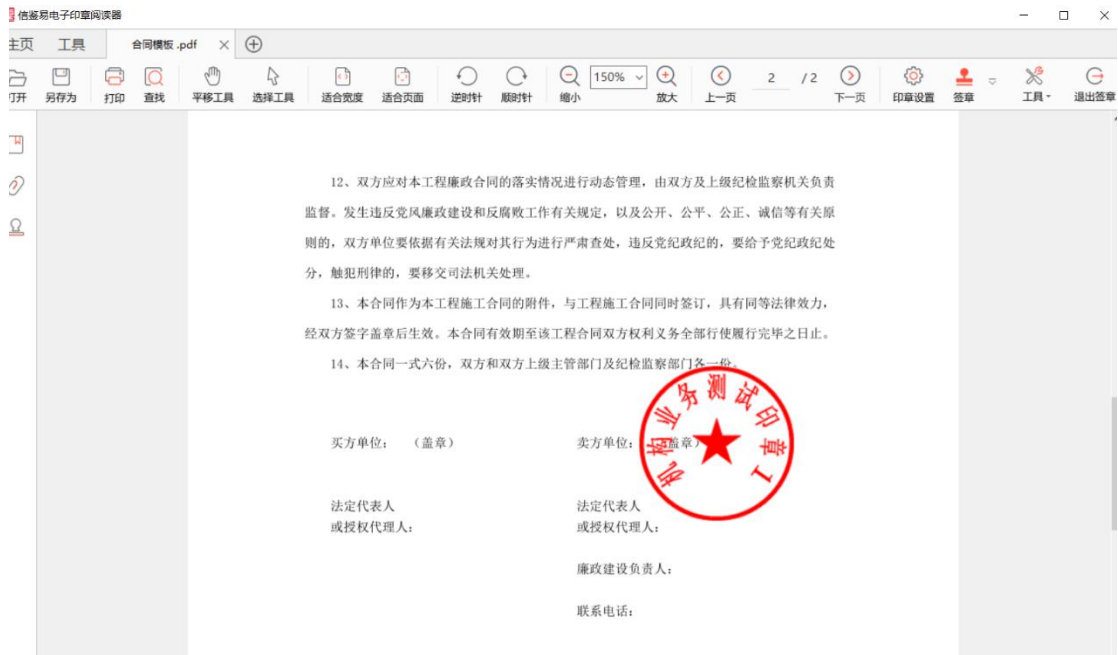 信鉴易电子印章阅读器
主页 工具 合同模板 .pdf
打开 另存为 打印 查找 平移工具 选择工具 适合宽度 适合页面 逆时针 顺时针 缩小 150% 放大 上一页 2 / 2 下一页 印章设置 签章 工具 退出签章
12、双方应对本工程廉政合同的落实情况进行动态管理，由双方及上级纪检监察机关负责
监督。发生违反党风廉政建设和反腐败工作有关规定，以及公开、公平、公正、诚信等有关原
则的，双方单位要依据有关法规对其行为进行严肃查处，违反党纪政纪的，要给予党纪政纪处
分，触犯刑律的，要移交司法机关处理。
13、本合同作为本工程施工合同的附件，与工程施工合同同时签订，具有同等法律效力，
经双方签字盖章后生效。本合同有效期至该工程合同双方权利义务全部行使履行完毕之日止。
14、本合同一式六份，双方和双方上级主管部门及纪检监察部门各一份。
机构业务测试印章1
买方单位： （盖章） 卖方单位：（盖章）
法定代表人 法定代表人
或授权代理人： 或授权代理人：
廉政建设负责人：
联系电话：